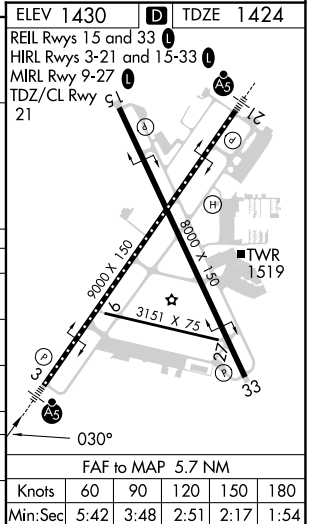 ELEV 1430 D TDZE 1424
REIL Rwys 15 and 33 L
HIRL Rwys 3-21 and 15-33 L
MIRL Rwy 9-27 L
TDZ/CL Rwy
21
A5
15
21
P
P
H
8000 X 150
9000 X 150
TWR
1519
9
3151 X 75
27
P
3
P
33
A5
030°
FAF to MAP 5.7 NM
Knots 60 90 120 150 180
Min:Sec 5:42 3:48 2:51 2:17 1:54